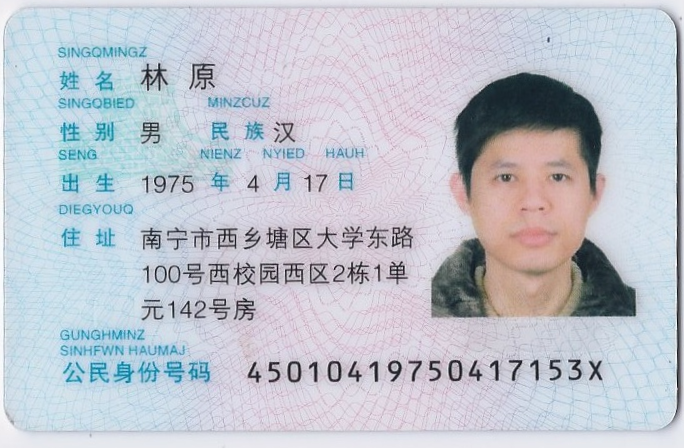 SINGQMINGZ
姓 名 林 原
SINGQBIED MINZCUZ
性 别 男 民 族 汉
SENG NIENZ NYIED HAUH
出 生 1975 年 4 月 17 日
DIEGYOUQ
住 址 南宁市西乡塘区大学东路
100号西校园西区2栋1单
元142号房
GUNGHMINZ
SINHFWN HAUMAJ
公民身份号码 45010419750417153X